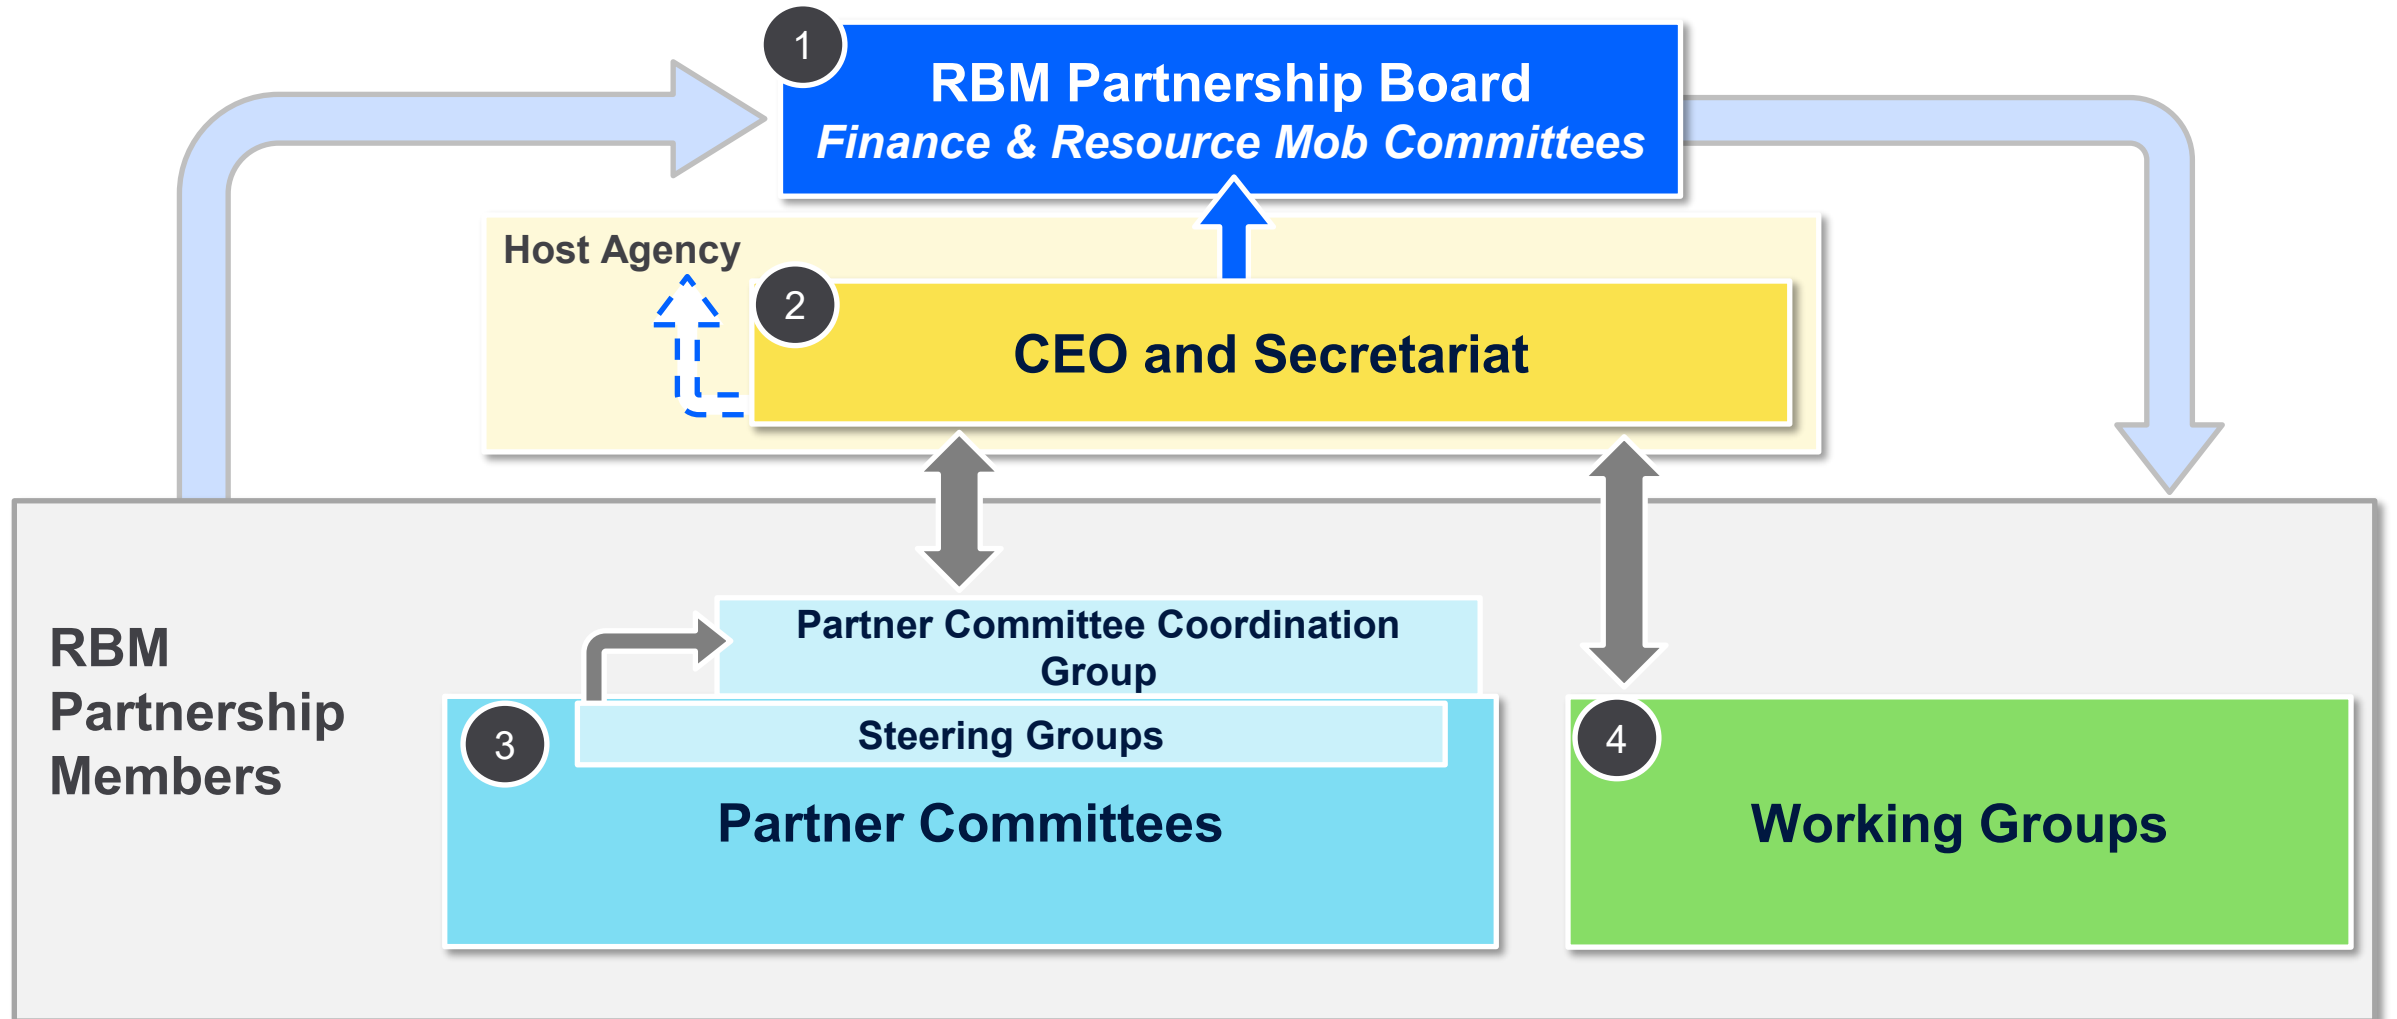 1
RBM Partnership Board
Finance & Resource Mob Committees
Host Agency
2
CEO and Secretariat
RBM
Partnership
Members
Partner Committee Coordination
Group
3
Steering Groups
Partner Committees
4
Working Groups